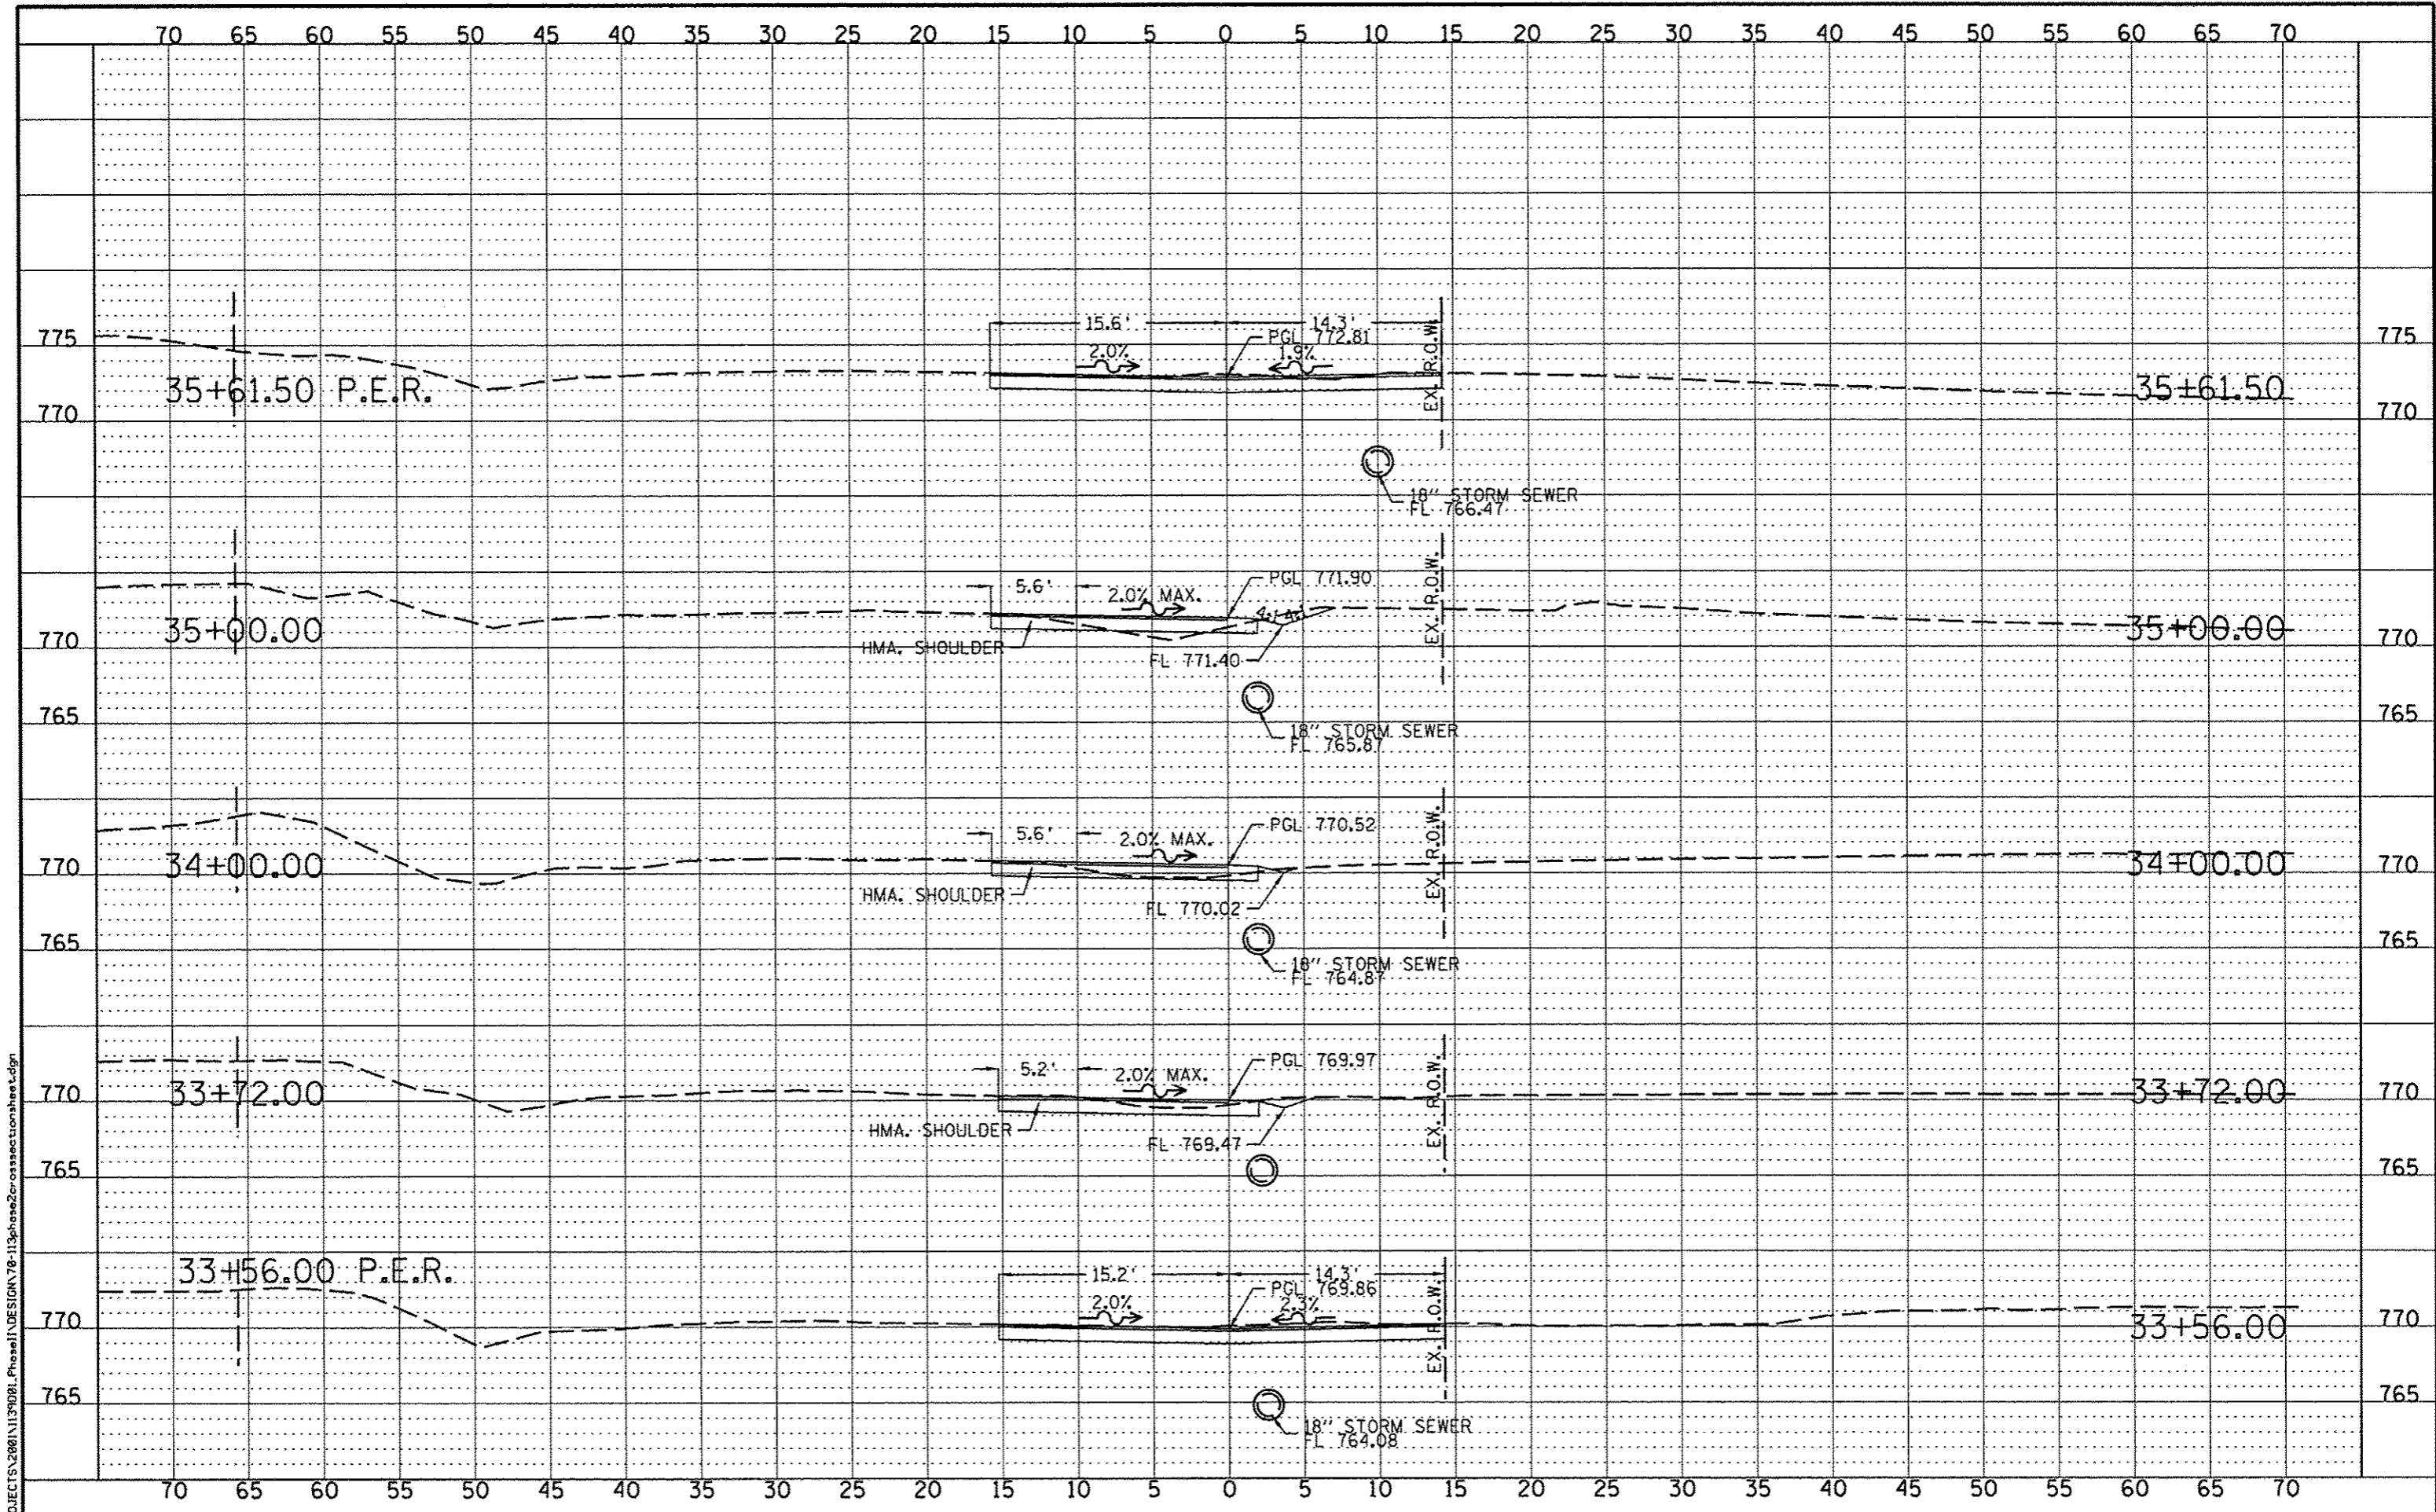 70 65 60 55 50 45 40 35 30 25 20 15 10 5 0 5 10 15 20 25 30 35 40 45 50 55 60 65 70
15.6' 14.3'
PGL 772.81
775 2.0% 1.9% EX. R.O.W. 775
35+61.50 P.E.R. 35+61.50
770 770
18" STORM SEWER
FL 766.47
5.6' 2.0% MAX. PGL 771.90 EX. R.O.W.
35+00.00 35+00.00
770 HMA. SHOULDER 770
FL 771.40
765 765
18" STORM SEWER
FL 765.87
5.6' 2.0% MAX. PGL 770.52 EX. R.O.W.
34+00.00 34+00.00
770 770
HMA. SHOULDER FL 770.02
765 765
18" STORM SEWER
FL 764.87
5.2' 2.0% MAX. PGL 769.97 EX. R.O.W.
770 33+72.00 33+72.00 770
HMA. SHOULDER FL 769.47
765 765
33+56.00 P.E.R. 15.2' 14.3'
PGL 769.86
2.0% 2.3% EX. R.O.W.
770 33+56.00 770
765 765
18" STORM SEWER
FL 764.08
70 65 60 55 50 45 40 35 30 25 20 15 10 5 0 5 10 15 20 25 30 35 40 45 50 55 60 65 70